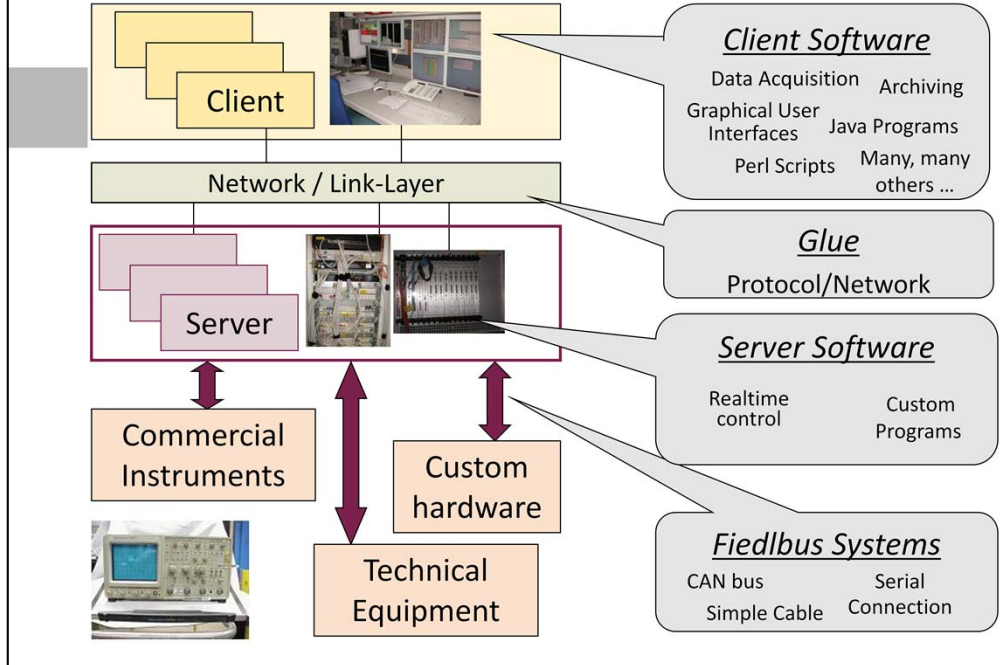 Client
Network / Link-Layer
Server
Commercial
Instruments
Custom
hardware
Technical
Equipment
Client Software
Data Acquisition
Archiving
Graphical User
Interfaces
Java Programs
Perl Scripts
Many, many
others ...
Glue
Protocol/Network
Server Software
Realtime
control
Custom
Programs
Fiedlbus Systems
CAN bus
Serial
Connection
Simple Cable